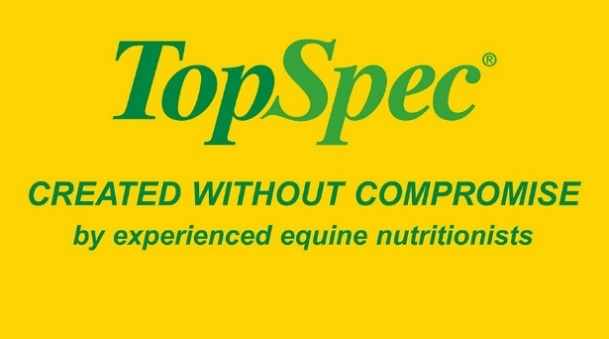 TopSpec®
CREATED WITHOUT COMPROMISE
by experienced equine nutritionists